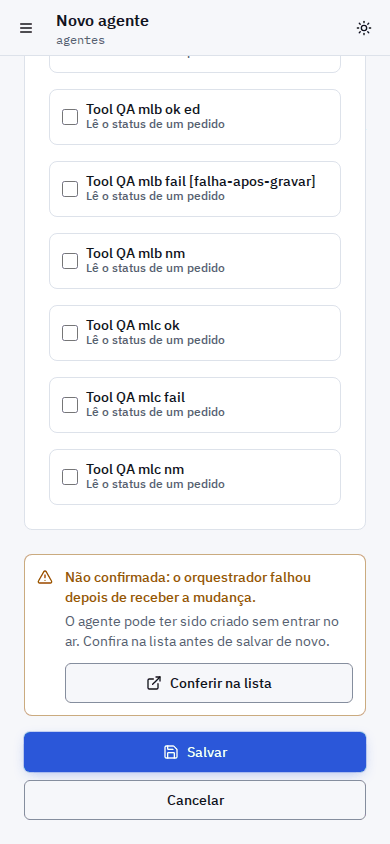 Novo agente
agentes
Tool QA mlb ok ed
Lê o status de um pedido
Tool QA mlb fail [falha-apos-gravar]
Lê o status de um pedido
Tool QA mlb nm
Lê o status de um pedido
Tool QA mlc ok
Lê o status de um pedido
Tool QA mlc fail
Lê o status de um pedido
Tool QA mlc nm
Lê o status de um pedido
Não confirmada: o orquestrador falhou
depois de receber a mudança.
O agente pode ter sido criado sem entrar no
ar. Confira na lista antes de salvar de novo.
Conferir na lista
Salvar
Cancelar